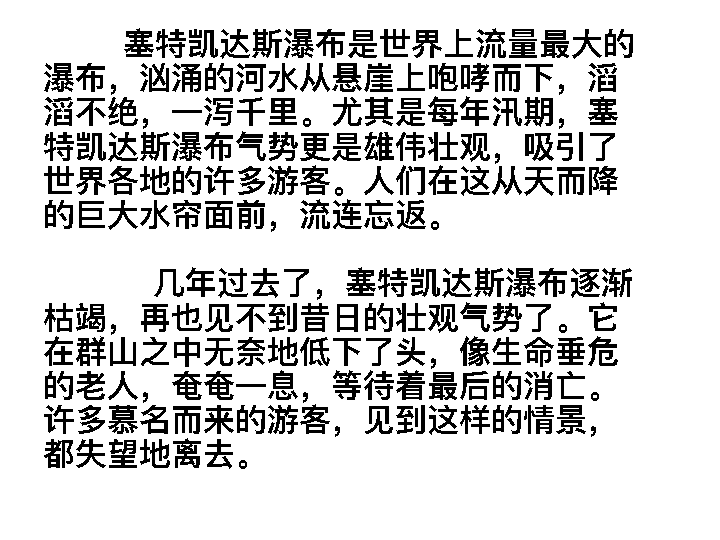 塞特凯达斯瀑布是世界上流量最大的
瀑布，汹涌的河水从悬崖上咆哮而下，滔
滔不绝，一泻千里。尤其是每年汛期，塞
特凯达斯瀑布气势更是雄伟壮观，吸引了
世界各地的许多游客。人们在这从天而降
的巨大水帘面前，流连忘返。
几年过去了，塞特凯达斯瀑布逐渐
枯竭，再也见不到昔日的壮观气势了。它
在群山之中无奈地低下了头，像生命垂危
的老人，奄奄一息，等待着最后的消亡。
许多慕名而来的游客，见到这样的情景，
都失望地离去。